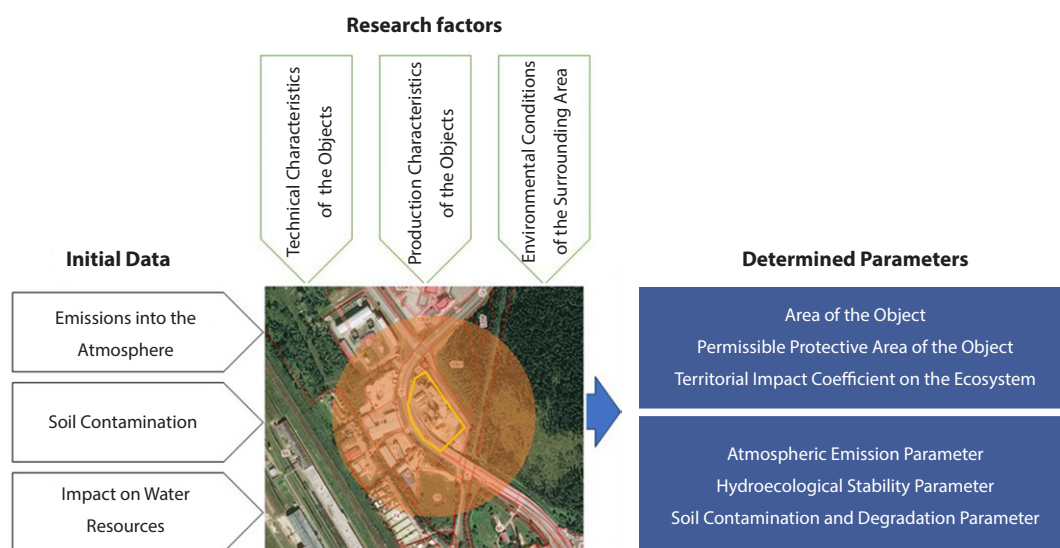 Research factors
Technical Characteristics
of the Objects
Production Characteristics
of the Objects
Environmental Conditions
of the Surrounding Area
Initial Data
Emissions into the
Atmosphere
Soil Contamination
Impact on Water
Resources
Determined Parameters
Area of the Object
Permissible Protective Area of the Object
Territorial Impact Coefficient on the Ecosystem
Atmospheric Emission Parameter
Hydroecological Stability Parameter
Soil Contamination and Degradation Parameter